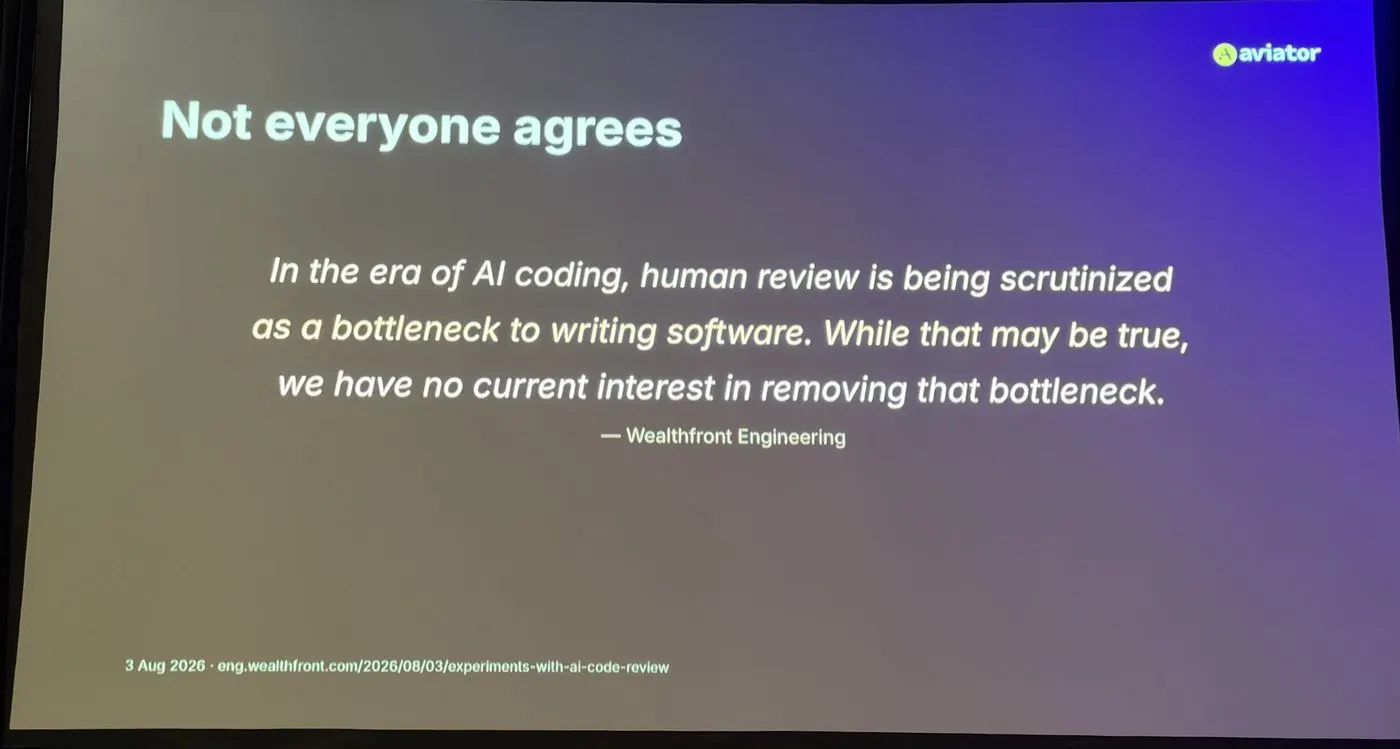 aviator
Not everyone agrees
In the era of AI coding, human review is being scrutinized
as a bottleneck to writing software. While that may be true,
we have no current interest in removing that bottleneck.
— Wealthfront Engineering
3 Aug 2026 · eng.wealthfront.com/2026/08/03/experiments-with-ai-code-review